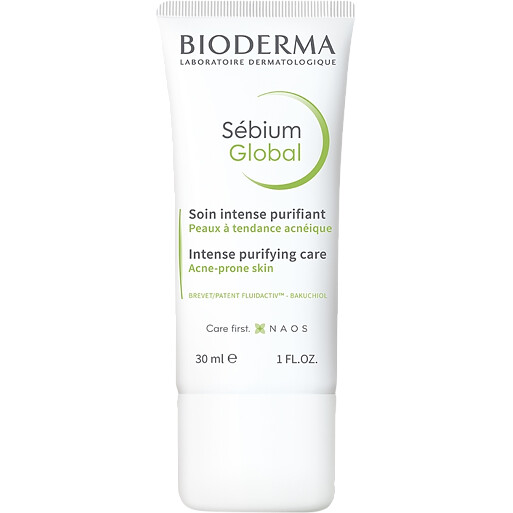 BIODERMA
LABORATOIRE DERMATOLOGIQUE
Sébium
Global
Soin intense purifiant
Peaux à tendance acnéique
Intense purifying care
Acne-prone skin
BREVET/PATENT FLUIDACTIV™ - BAKUCHIOL
Care first. NAOS
30 ml ℮ 1 FL.OZ.